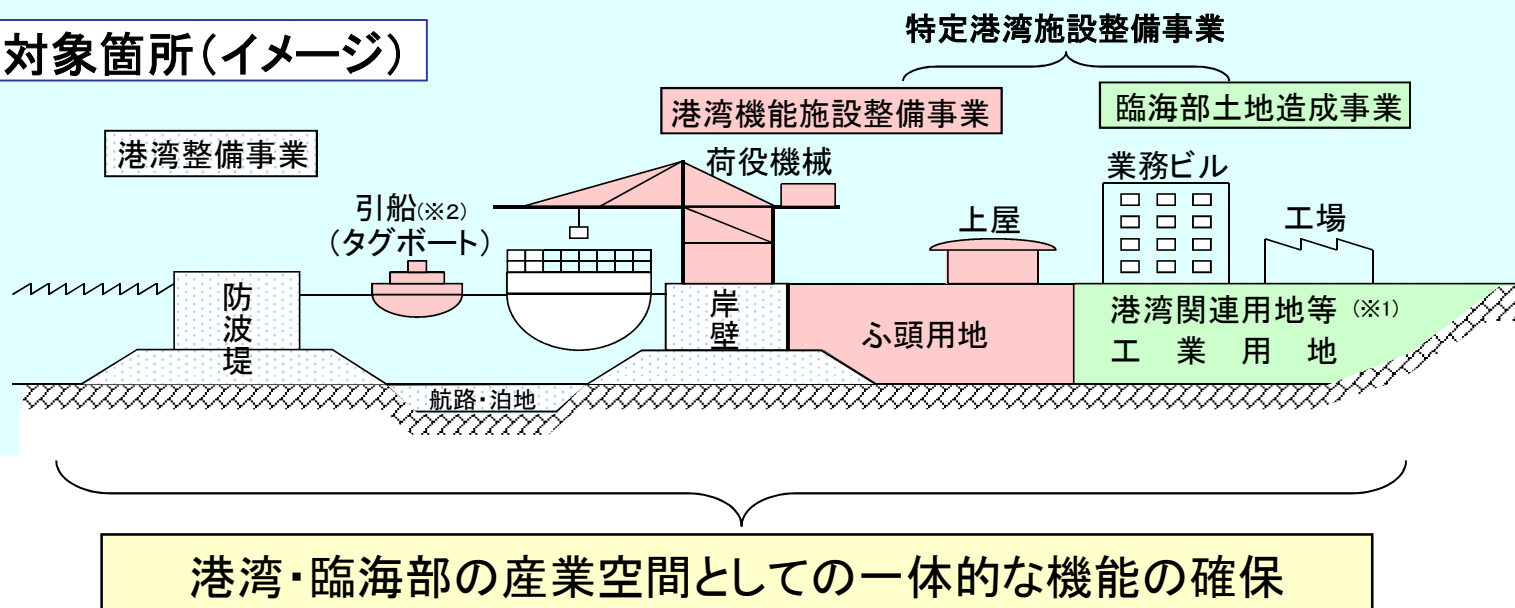 対象箇所(イメージ)
特定港湾施設整備事業
港湾機能施設整備事業
臨海部土地造成事業
港湾整備事業
荷役機械
業務ビル
引船(※2)
(タグボート)
上屋
工場
防波堤
岸壁
ふ頭用地
港湾関連用地等(※1)
工業用地
航路・泊地
港湾・臨海部の産業空間としての一体的な機能の確保